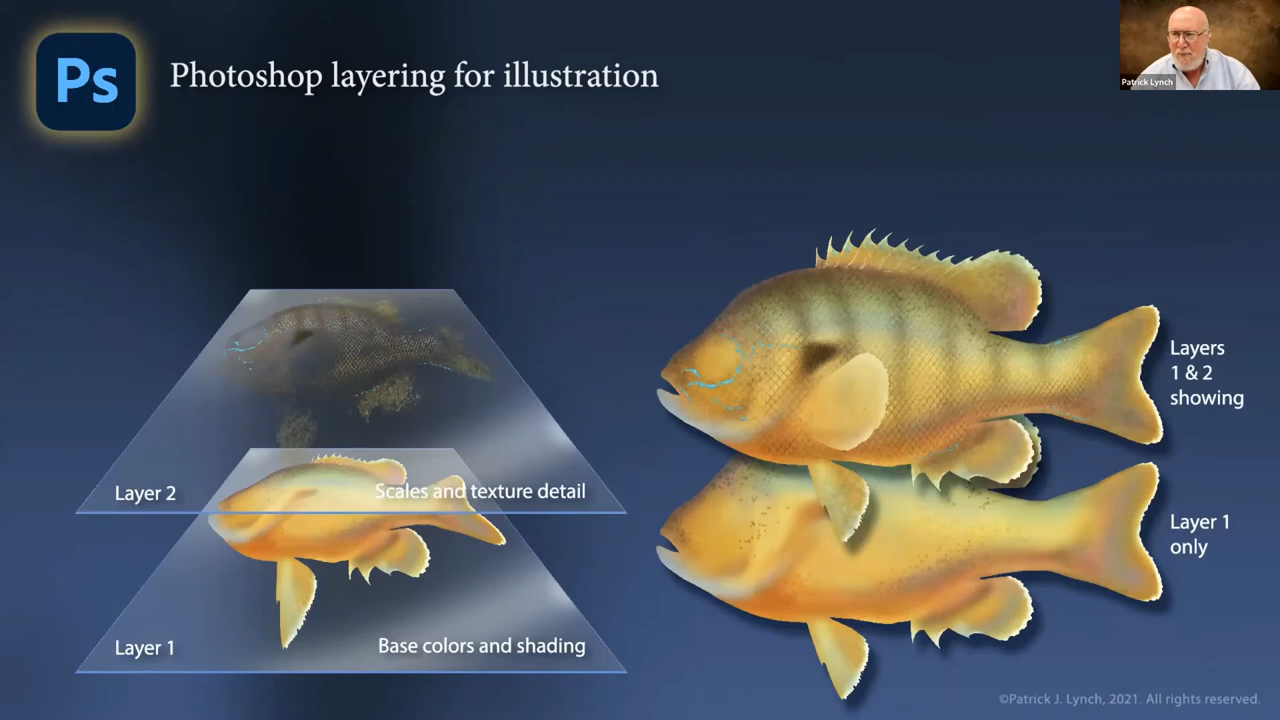 Ps
Photoshop layering for illustration
Patrick Lynch
Layers
1 & 2
showing
Layer 2
Scales and texture detail
Layer 1
only
Layer 1
Base colors and shading
©Patrick J. Lynch, 2021. All rights reserved.